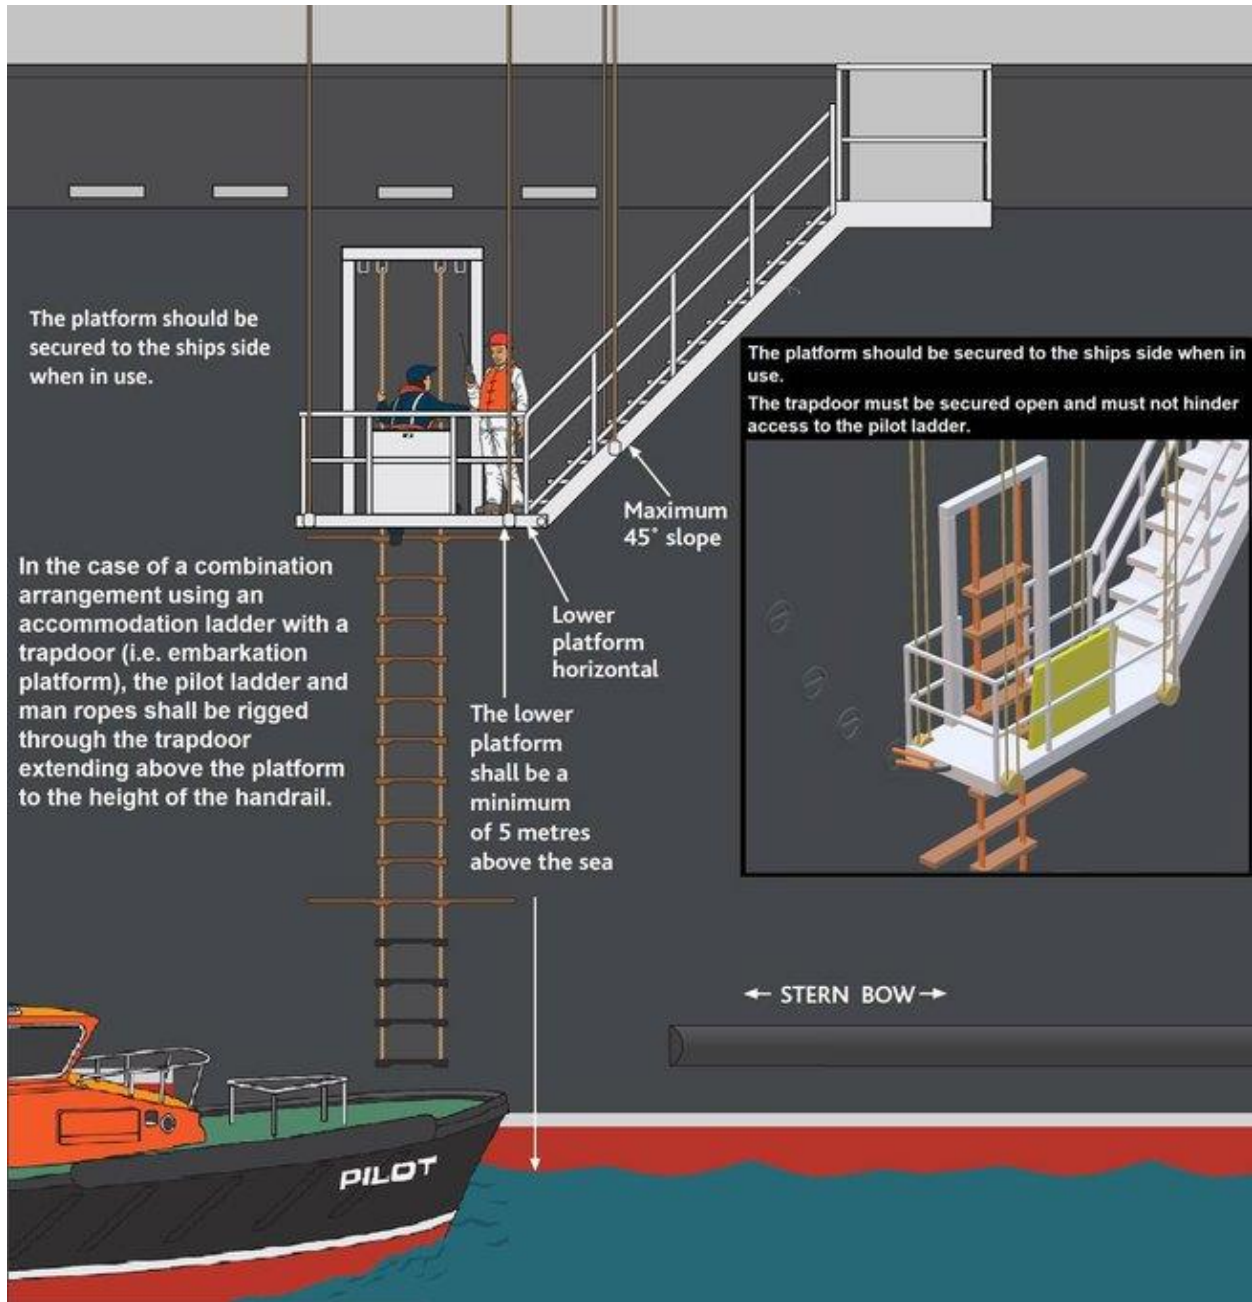 The platform should be
secured to the ships side
when in use.
The platform should be secured to the ships side when in
use.
The trapdoor must be secured open and must not hinder
access to the pilot ladder.
Maximum
45° slope
In the case of a combination
arrangement using an
accommodation ladder with a
trapdoor (i.e. embarkation
platform), the pilot ladder and
man ropes shall be rigged
through the trapdoor
extending above the platform
to the height of the handrail.
Lower
platform
horizontal
The lower
platform
shall be a
minimum
of 5 metres
above the sea
STERN BOW
PILOT